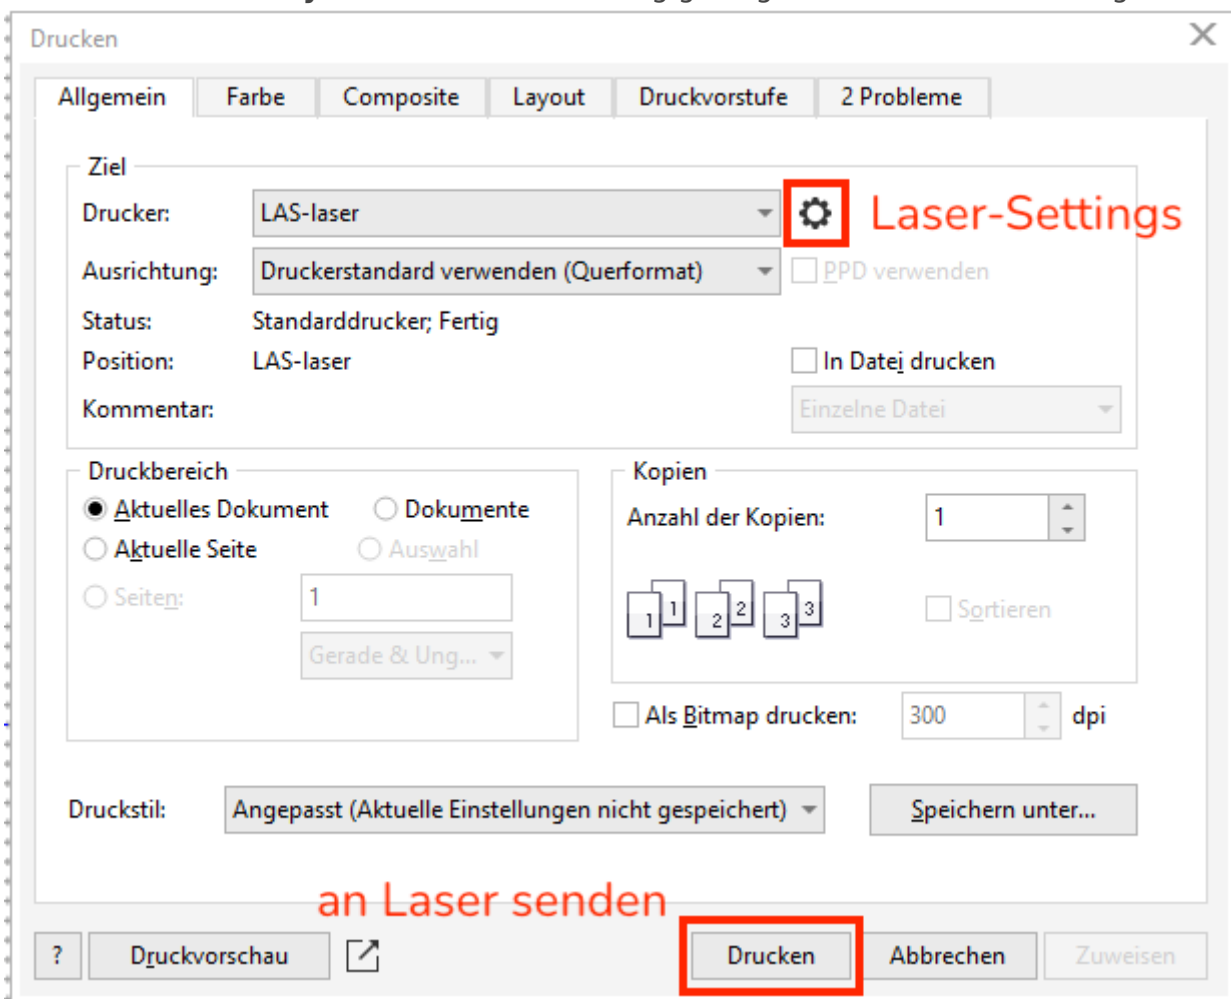 Drucken
Allgemein Farbe Composite Layout Druckvorstufe 2 Probleme
Ziel
Drucker: LAS-laser Laser-Settings
Ausrichtung: Druckerstandard verwenden (Querformat) PPD verwenden
Status: Standarddrucker; Fertig
Position: LAS-laser In Datei drucken
Kommentar: Einzelne Datei
Druckbereich
Aktuelles Dokument Dokumente
Aktuelle Seite Auswahl
Seiten: 1
Gerade & Ung...
Kopien
Anzahl der Kopien: 1
1 1 2 2 3 3
Sortieren
Als Bitmap drucken: 300 dpi
Druckstil: Angepasst (Aktuelle Einstellungen nicht gespeichert) Speichern unter...
an Laser senden
? Druckvorschau Drucken Abbrechen Zuweisen